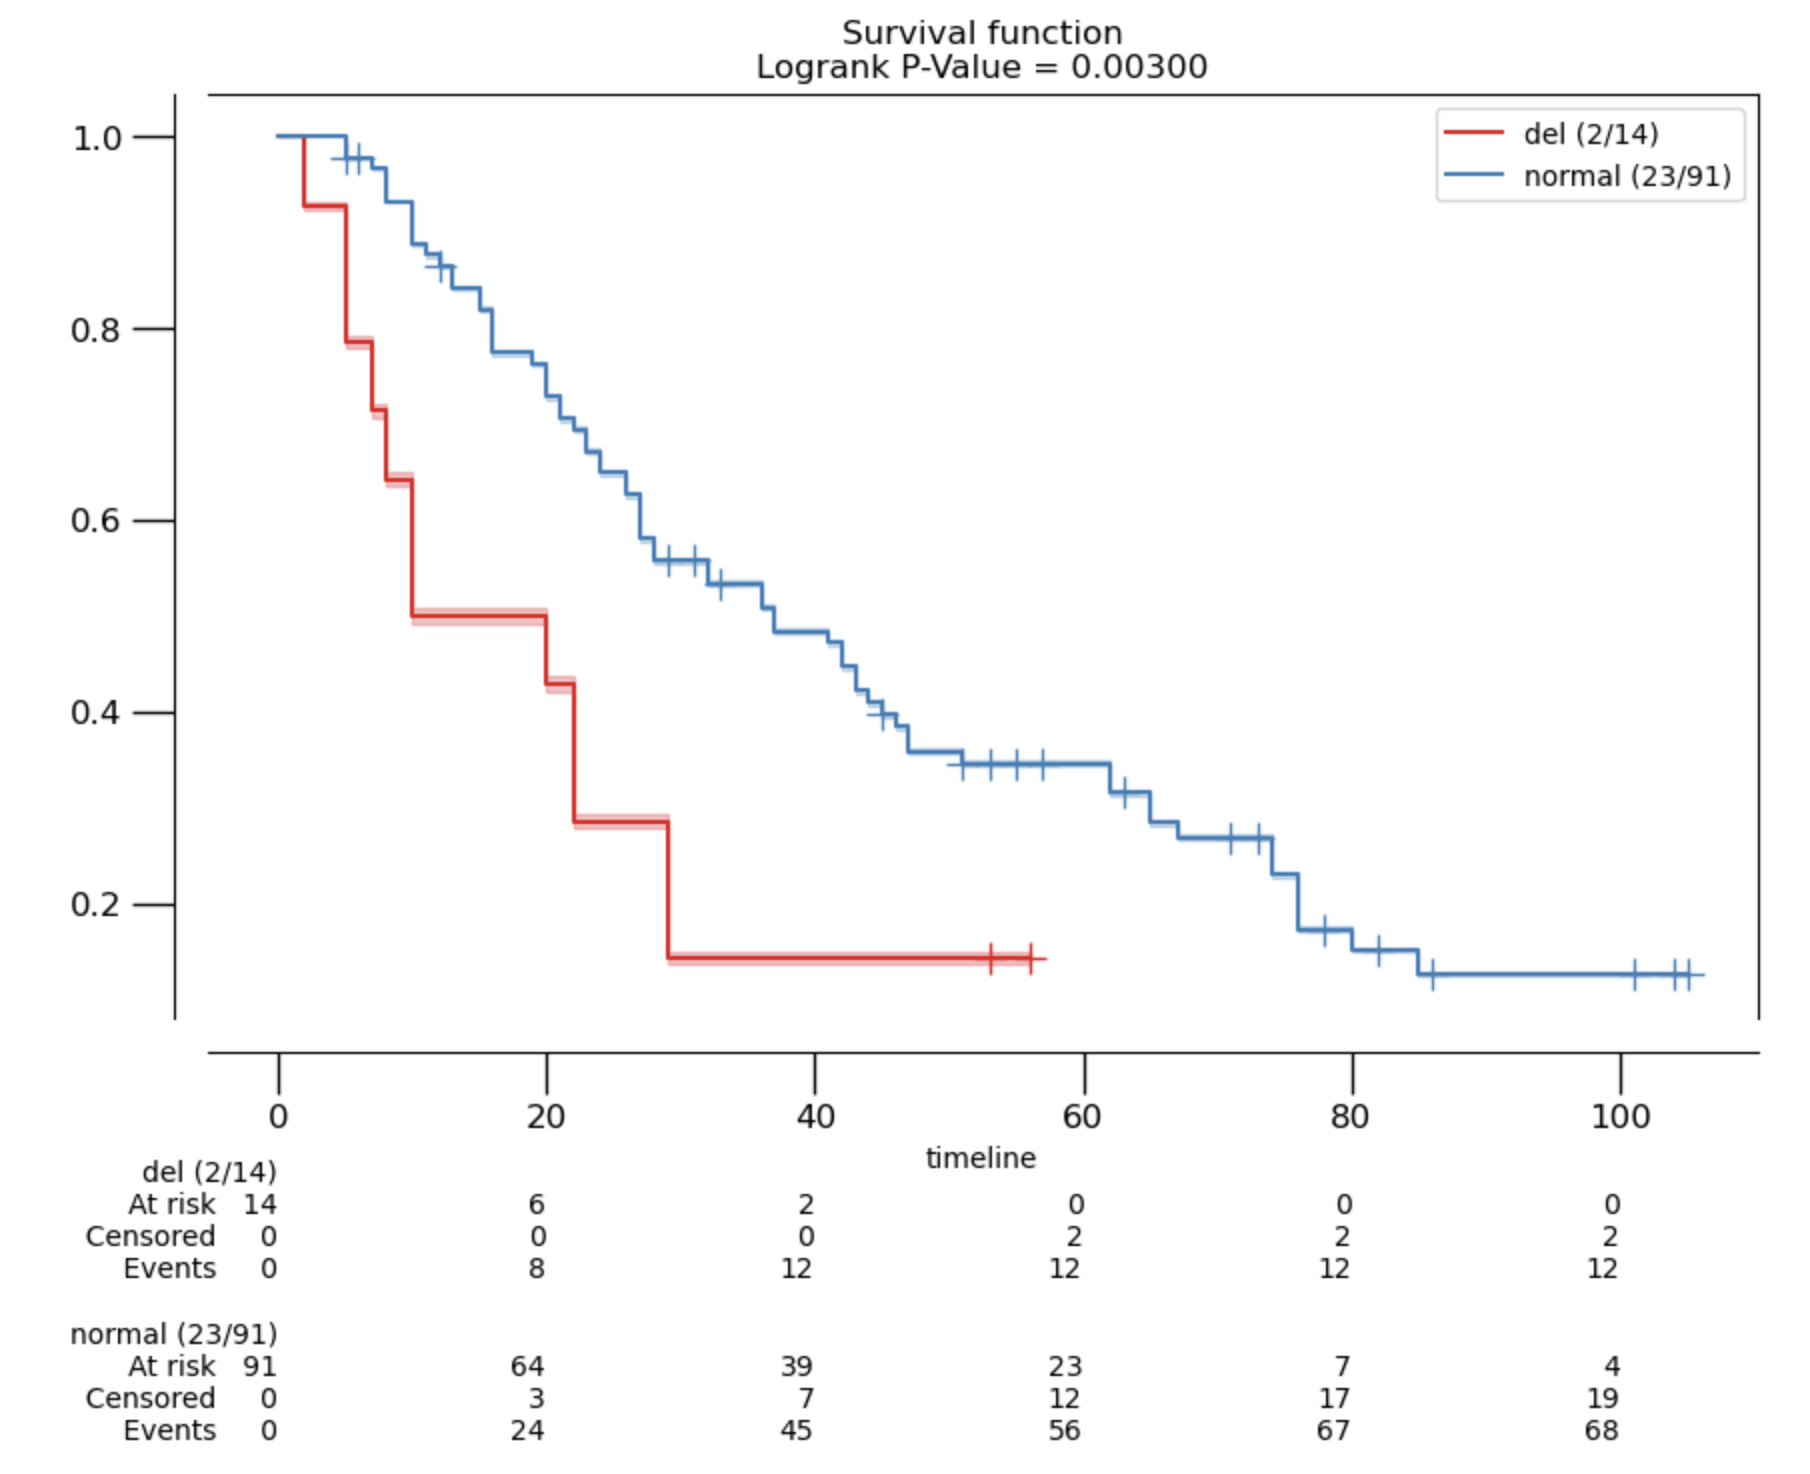 Survival function
Logrank P-Value = 0.00300
del (2/14)
normal (23/91)
1.0
0.8
0.6
0.4
0.2
0 20 40 60 80 100
timeline
del (2/14)
At risk 14 6 2 0 0 0
Censored 0 0 0 2 2 2
Events 0 8 12 12 12 12
normal (23/91)
At risk 91 64 39 23 7 4
Censored 0 3 7 12 17 19
Events 0 24 45 56 67 68